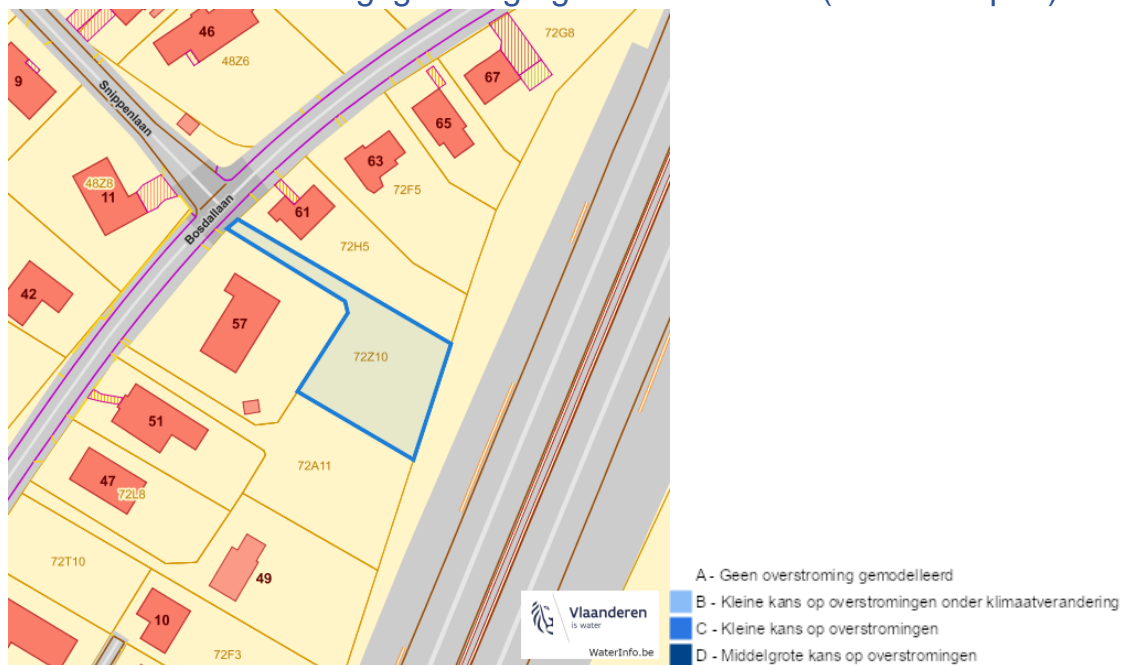 46
72G8
48Z6
67
9
Snippenlaan
65
63
48Z8
11
72F5
61
Bosdallaan
72H5
42
57
72Z10
51
72A11
47
72L8
72T10
49
10
72F3
Vlaanderen
is water
WaterInfo.be
A - Geen overstroming gemodelleerd
B - Kleine kans op overstromingen onder klimaatverandering
C - Kleine kans op overstromingen
D - Middelgrote kans op overstromingen